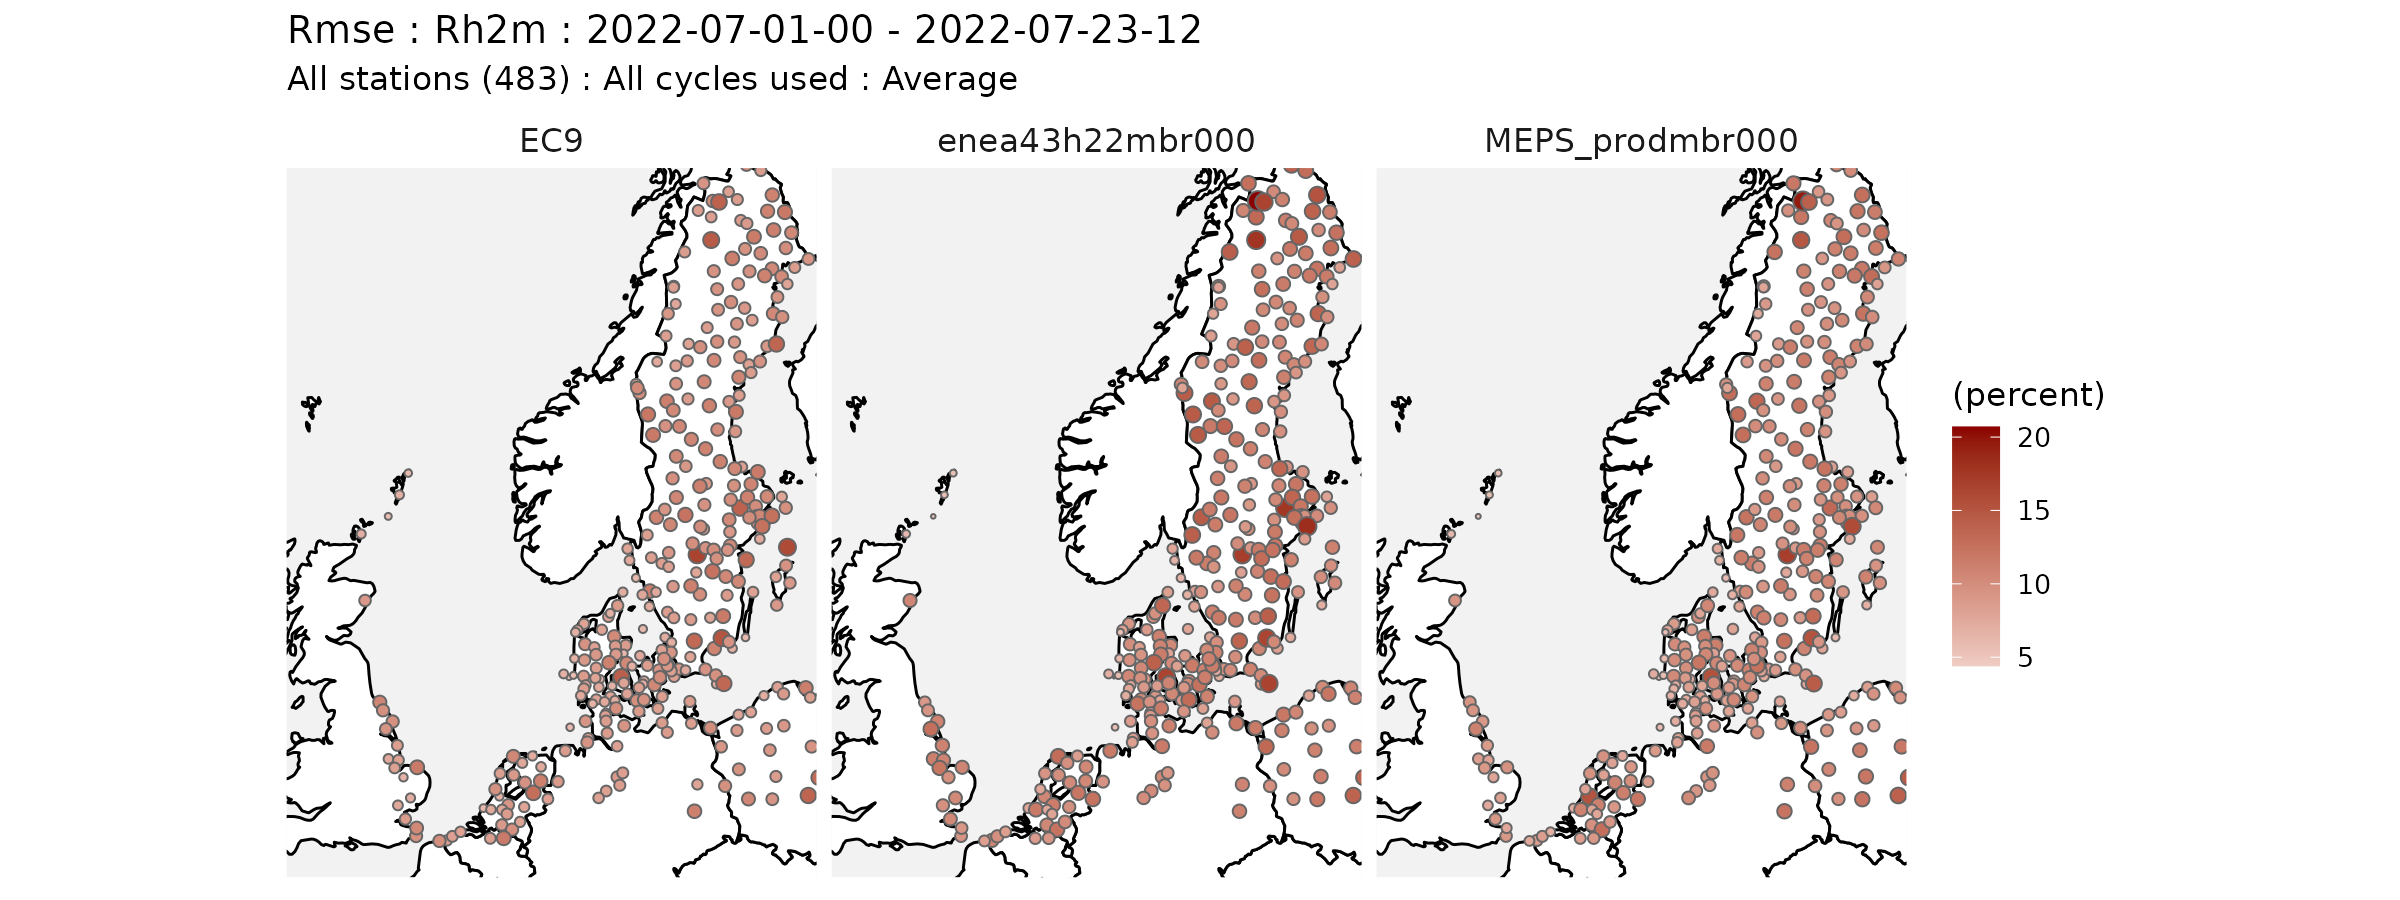 Rmse : Rh2m : 2022-07-01-00 - 2022-07-23-12
All stations (483) : All cycles used : Average
EC9
enea43h22mbr000
MEPS_prodmbr000
(percent)
20
15
10
5